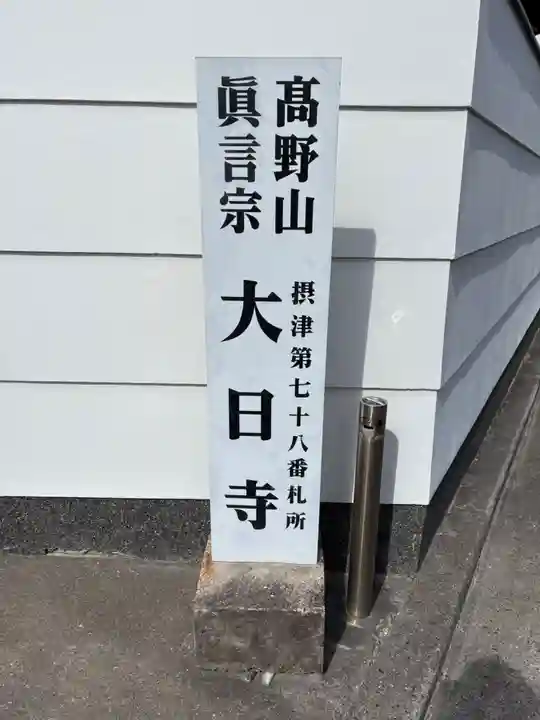 髙野山
眞言宗
摂津第七十八番札所
大日寺